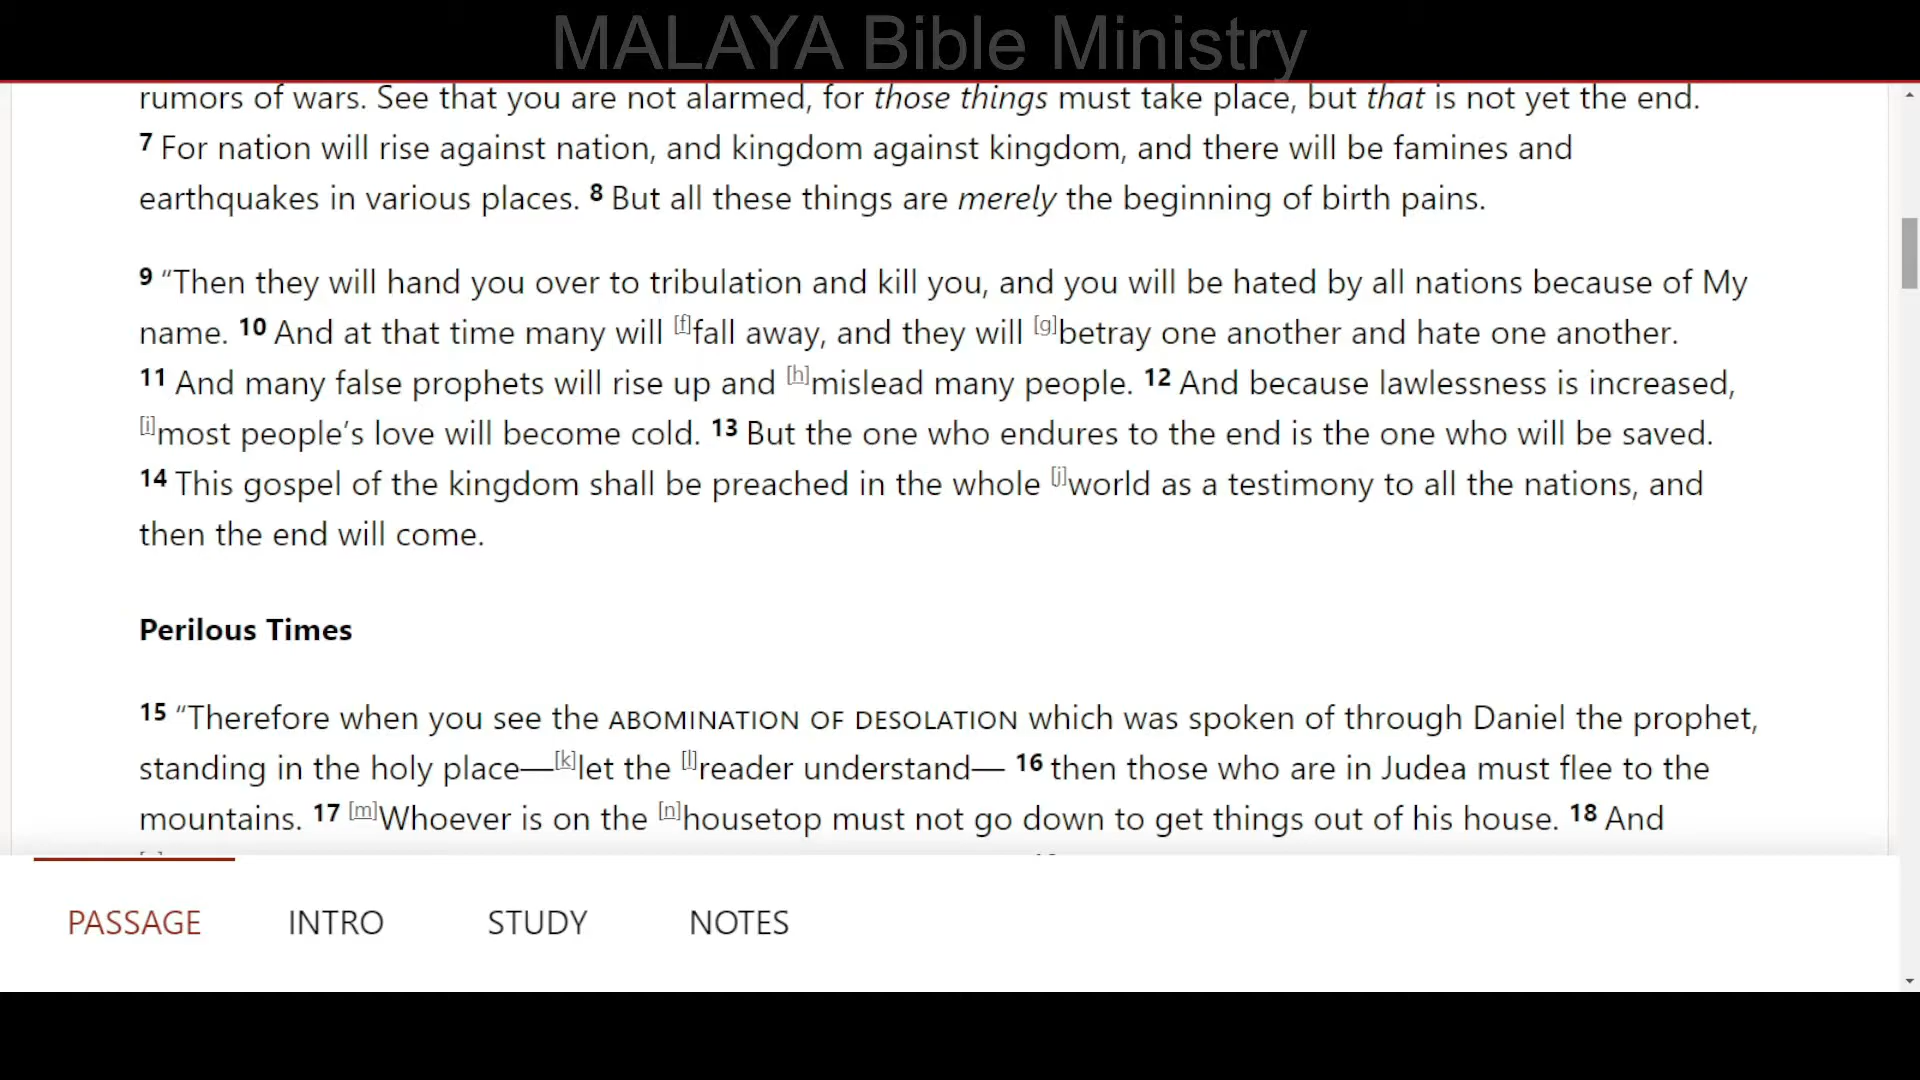 MALAYA Bible Ministry
rumors of wars. See that you are not alarmed, for those things must take place, but that is not yet the end.
7 For nation will rise against nation, and kingdom against kingdom, and there will be famines and
earthquakes in various places. 8 But all these things are merely the beginning of birth pains.
9 “Then they will hand you over to tribulation and kill you, and you will be hated by all nations because of My
name. 10 And at that time many will [f]fall away, and they will [g]betray one another and hate one another.
11 And many false prophets will rise up and [h]mislead many people. 12 And because lawlessness is increased,
[i]most people’s love will become cold. 13 But the one who endures to the end is the one who will be saved.
14 This gospel of the kingdom shall be preached in the whole [j]world as a testimony to all the nations, and
then the end will come.
Perilous Times
15 “Therefore when you see the ABOMINATION OF DESOLATION which was spoken of through Daniel the prophet,
standing in the holy place—[k]let the [l]reader understand— 16 then those who are in Judea must flee to the
mountains. 17 [m]Whoever is on the [n]housetop must not go down to get things out of his house. 18 And
PASSAGE INTRO STUDY NOTES